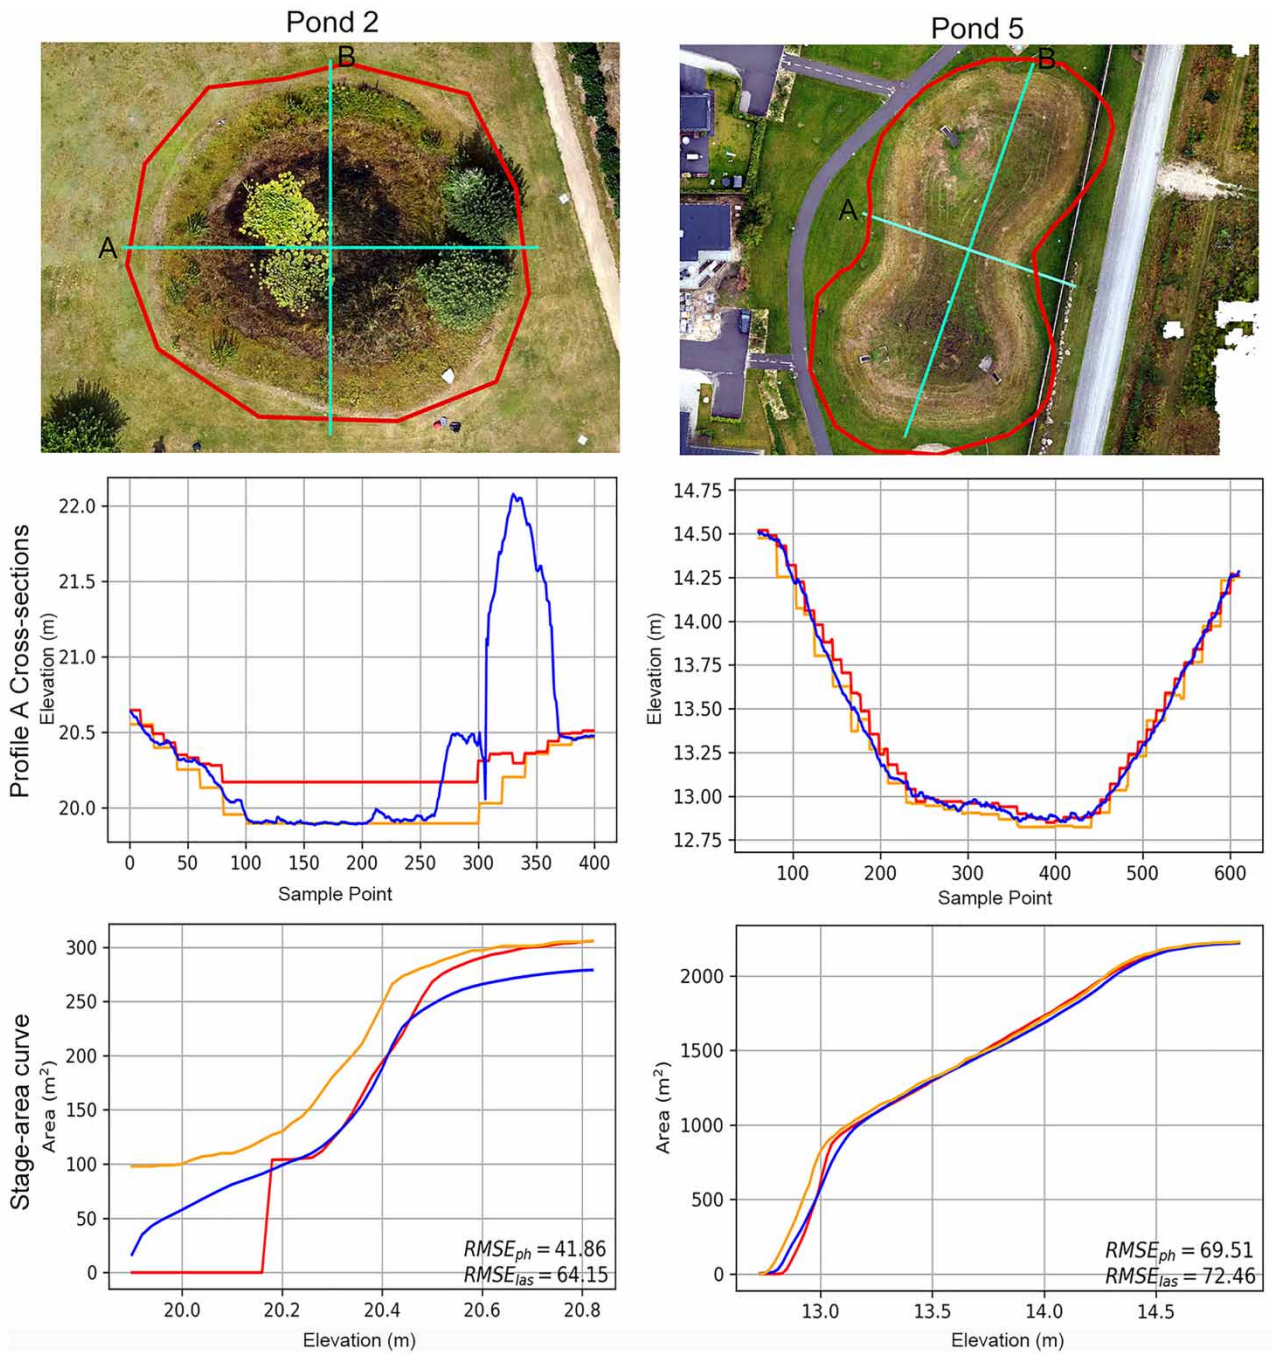 Pond 2
Pond 5
B
A
B
A
Profile A Cross-sections
Elevation (m)
22.0
21.5
21.0
20.5
20.0
0 50 100 150 200 250 300 350 400
Sample Point
Elevation (m)
14.75
14.50
14.25
14.00
13.75
13.50
13.25
13.00
12.75
100 200 300 400 500 600
Sample Point
Stage-area curve
Area (m²)
300
250
200
150
100
50
0
RMSE_ph = 41.86
RMSE_las = 64.15
20.0 20.2 20.4 20.6 20.8
Elevation (m)
Area (m²)
2000
1500
1000
500
0
RMSE_ph = 69.51
RMSE_las = 72.46
13.0 13.5 14.0 14.5
Elevation (m)